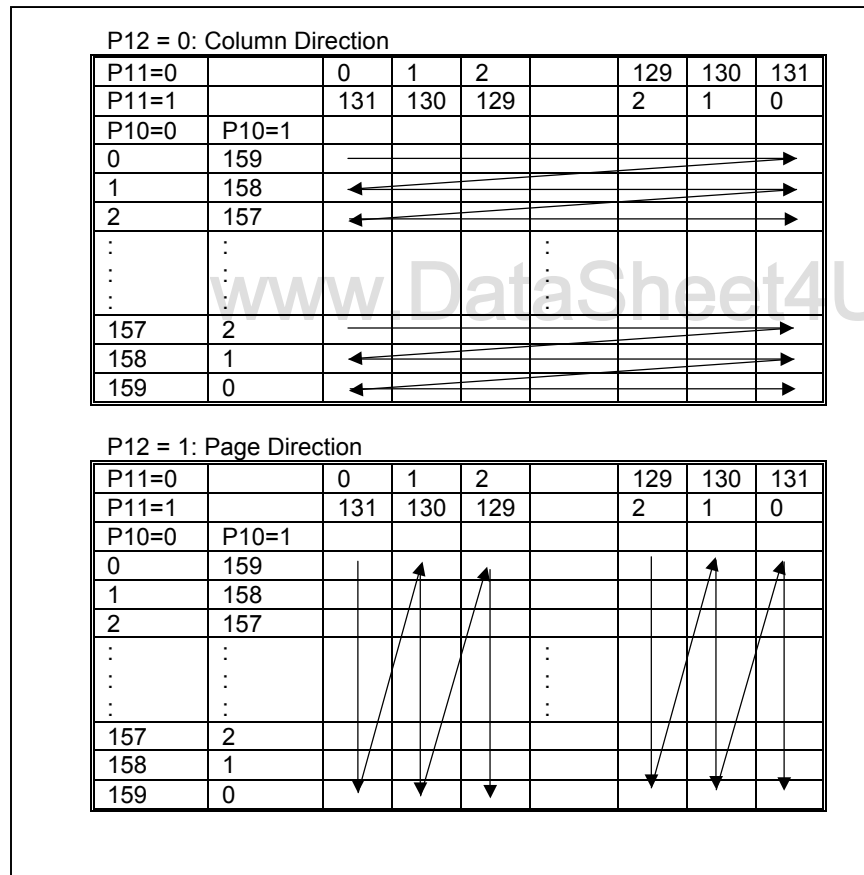 P12 = 0: Column Direction
P11=0 0 1 2 129 130 131
P11=1 131 130 129 2 1 0
P10=0 P10=1
0 159
1 158
2 157
: : :
: : :
: : :
157 2
158 1
159 0
www.DataSheet4U
P12 = 1: Page Direction
P11=0 0 1 2 129 130 131
P11=1 131 130 129 2 1 0
P10=0 P10=1
0 159
1 158
2 157
: : :
: : :
: : :
157 2
158 1
159 0